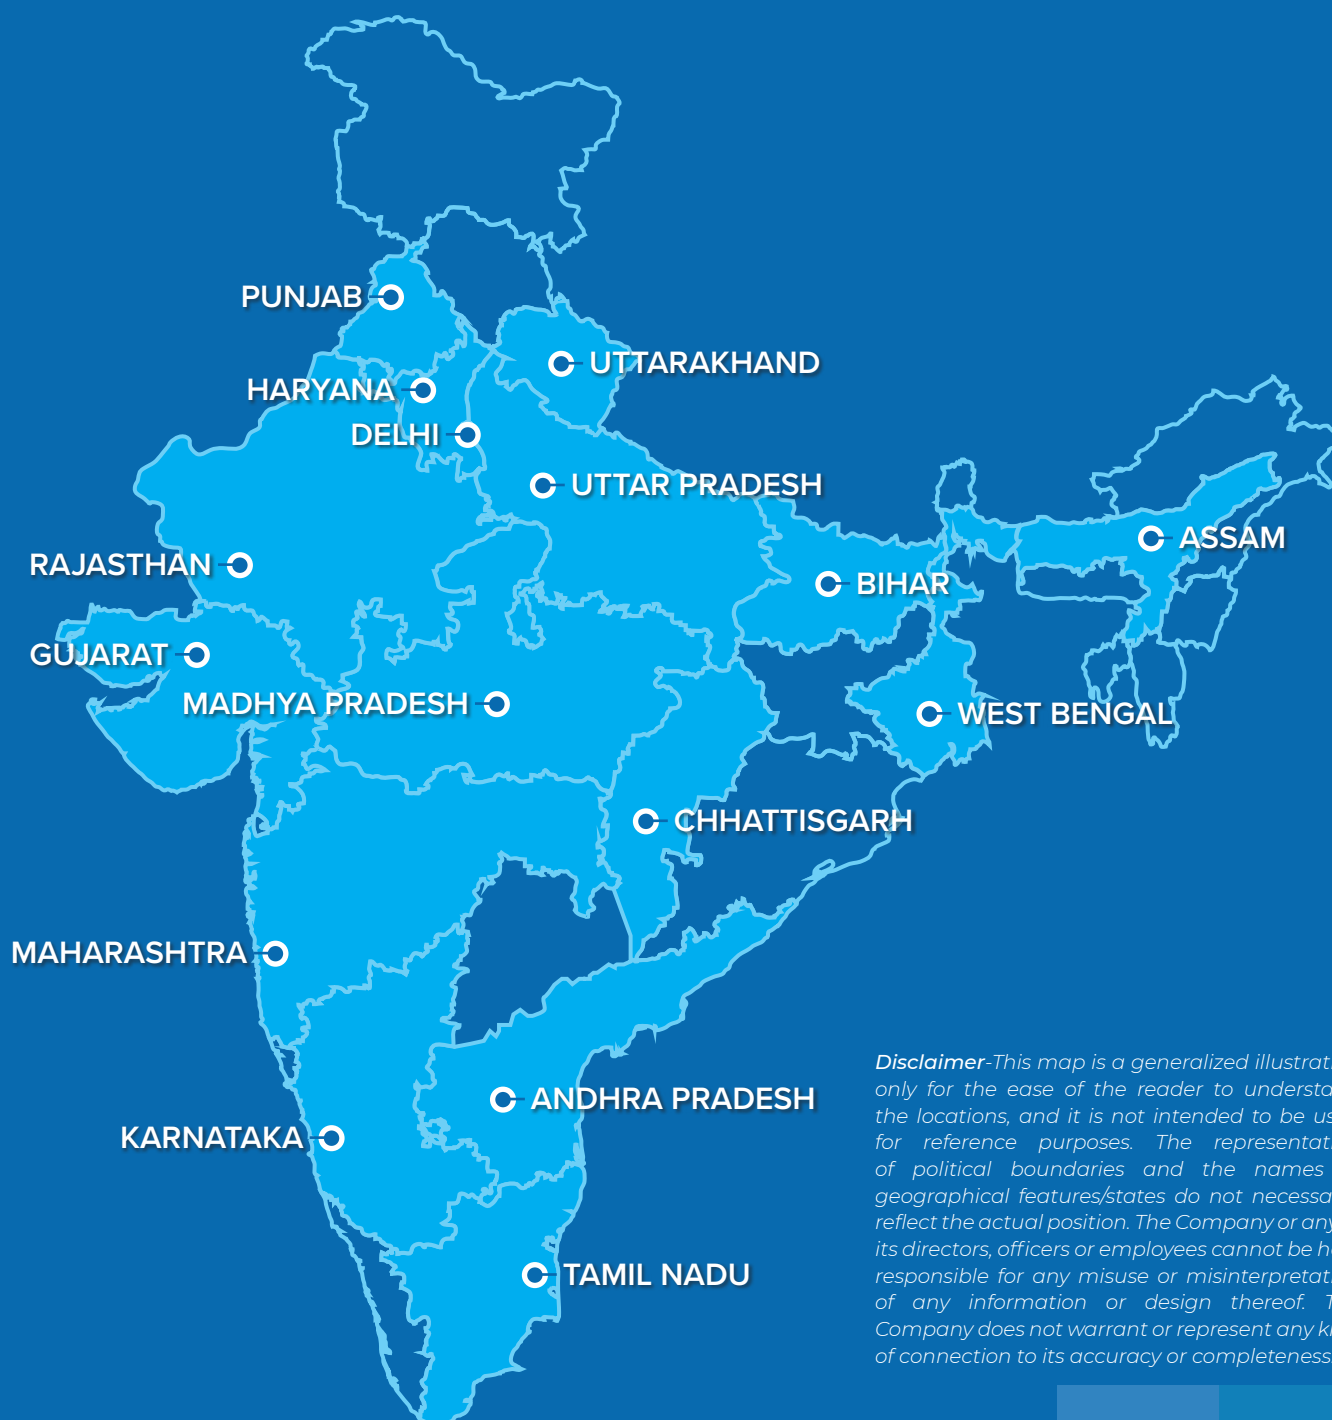 PUNJAB
UTTARAKHAND
HARYANA
DELHI
UTTAR PRADESH
ASSAM
RAJASTHAN
BIHAR
GUJARAT
MADHYA PRADESH
WEST BENGAL
CHHATTISGARH
MAHARASHTRA
ANDHRA PRADESH
KARNATAKA
TAMIL NADU
Disclaimer-This map is a generalized illustrati
only for the ease of the reader to understa
the locations, and it is not intended to be us
for reference purposes. The representati
of political boundaries and the names
geographical features/states do not necessa
reflect the actual position. The Company or any
its directors, officers or employees cannot be h
responsible for any misuse or misinterpretati
of any information or design thereof. T
Company does not warrant or represent any ki
of connection to its accuracy or completeness.